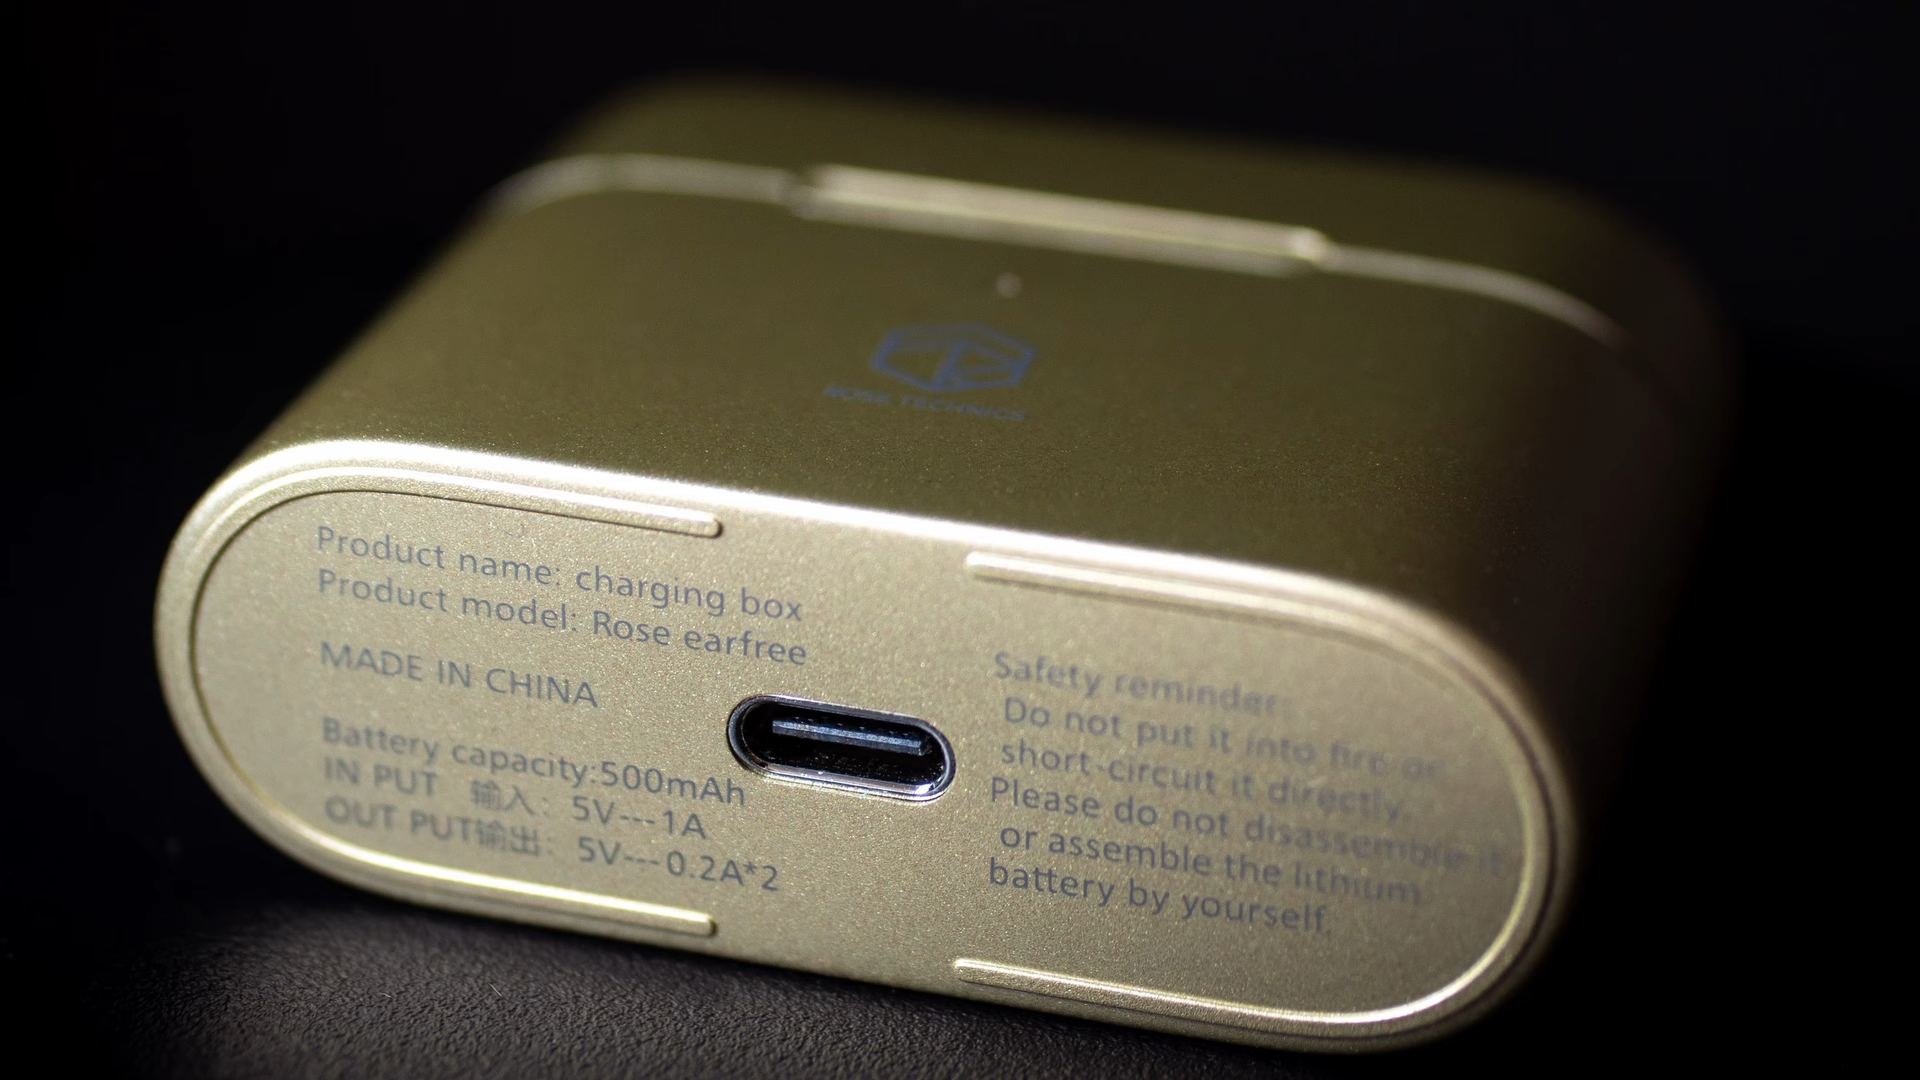 ROSE TECHNICS
Product name: charging box
Product model: Rose earfree
MADE IN CHINA
Battery capacity:500mAh
IN PUT 输入: 5V---1A
OUT PUT输出: 5V---0.2A*2
Safety reminder:
Do not put it into fire or
short-circuit it directly.
Please do not disassemble it
or assemble the lithium
battery by yourself.